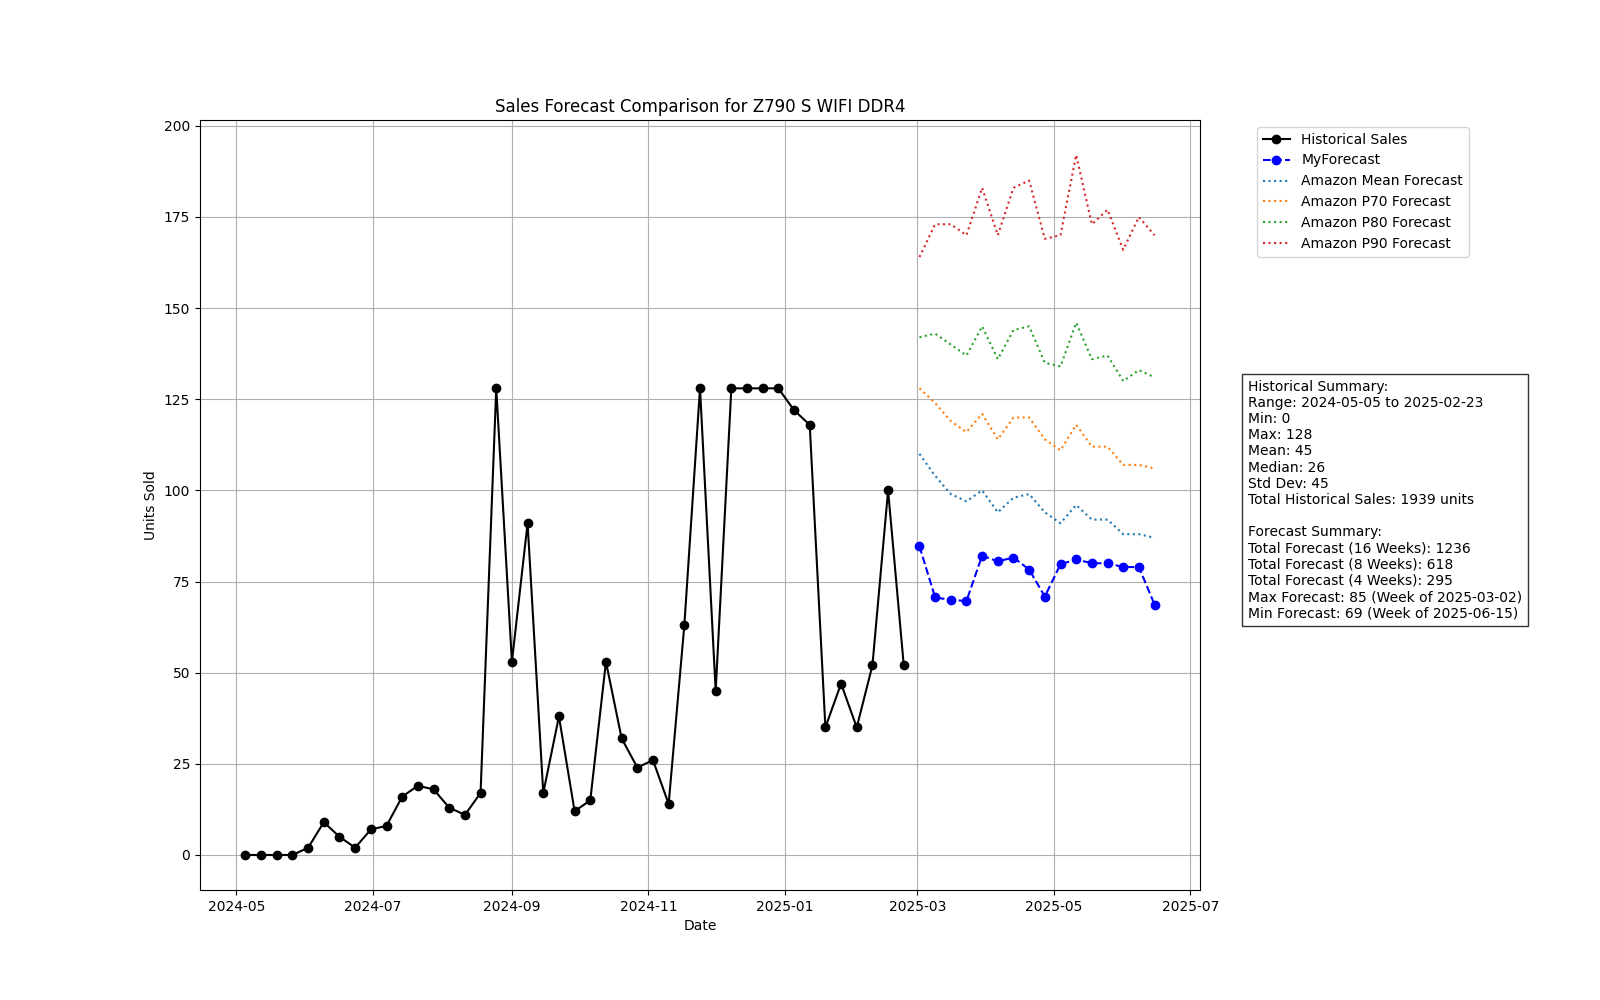 Sales Forecast Comparison for Z790 S WIFI DDR4
200
175
150
125
100
75
50
25
0
Units Sold
2024-05
2024-07
2024-09
2024-11
2025-01
2025-03
2025-05
2025-07
Date
Historical Sales
MyForecast
Amazon Mean Forecast
Amazon P70 Forecast
Amazon P80 Forecast
Amazon P90 Forecast
Historical Summary:
Range: 2024-05-05 to 2025-02-23
Min: 0
Max: 128
Mean: 45
Median: 26
Std Dev: 45
Total Historical Sales: 1939 units
Forecast Summary:
Total Forecast (16 Weeks): 1236
Total Forecast (8 Weeks): 618
Total Forecast (4 Weeks): 295
Max Forecast: 85 (Week of 2025-03-02)
Min Forecast: 69 (Week of 2025-06-15)